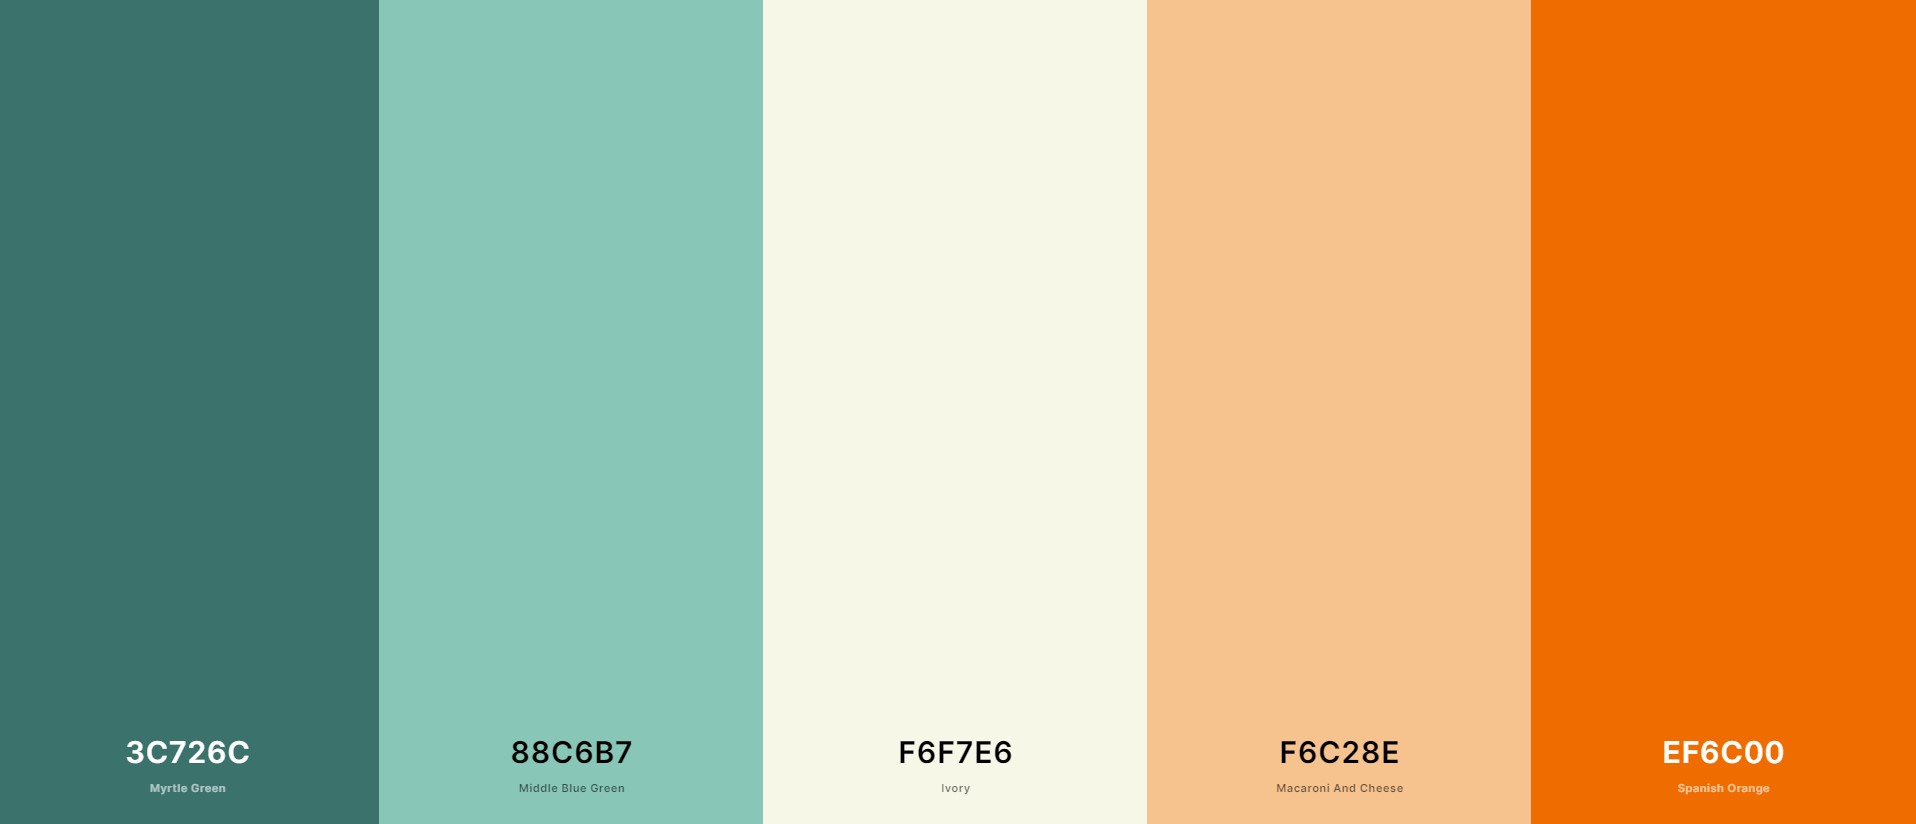 3C726C
Myrtle Green
88C6B7
Middle Blue Green
F6F7E6
Ivory
F6C28E
Macaroni And Cheese
EF6C00
Spanish Orange